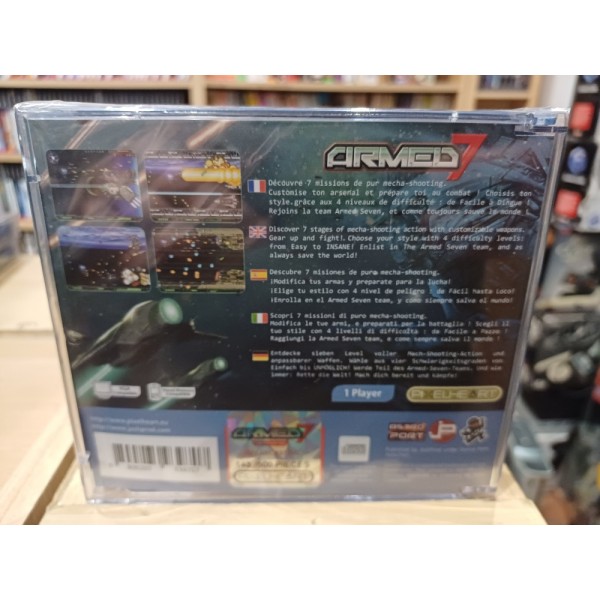 ARMED 7
Découvre 7 missions de pur mecha-shooting.
Customise ton arsenal et prépare toi au combat ! Choisis ton
style grâce aux 4 niveaux de difficulté : de Facile à Dingue !
Rejoins la team Armed Seven, et comme toujours sauve le monde !
Discover 7 stages of mecha-shooting action with customizable weapons.
Gear up and fight!. Choose your style with 4 difficulty levels:
from Easy to INSANE! Enlist in The Armed Seven team, and as
always save the world!
Descubre 7 misiones de puro mecha-shooting.
¡Modifica tus armas y preparate para la lucha!
¡Elige tu estilo con 4 nivel de peligro : de Fácil hasta Loco!
¡Enrolla en el Armed Seven team, y como siempre salva el mundo!
Scopri 7 missioni di puro mecha-shooting.
Modifica le tue armi, e preparati per la battaglia ! Scegli il
tuo stile con 4 livelli di difficulta : de Facile a Pazzo !
Raggiungi la Armed Seven team, e come sempre salva il mondo !
Entdecke sieben Level voller Mech-Shooting-Action und
anpassbarer Waffen. Wähle aus vier Schwierigkeitsgraden von
Einfach bis UNMÖGLICH! Werde Teil des Armed-Seven-Teams. Und wie
immer: Rette die Welt! Mach dich bereit und kämpfe!
1 Player
PIXELHEART
http://www.pixelheart.eu
ARMED 7